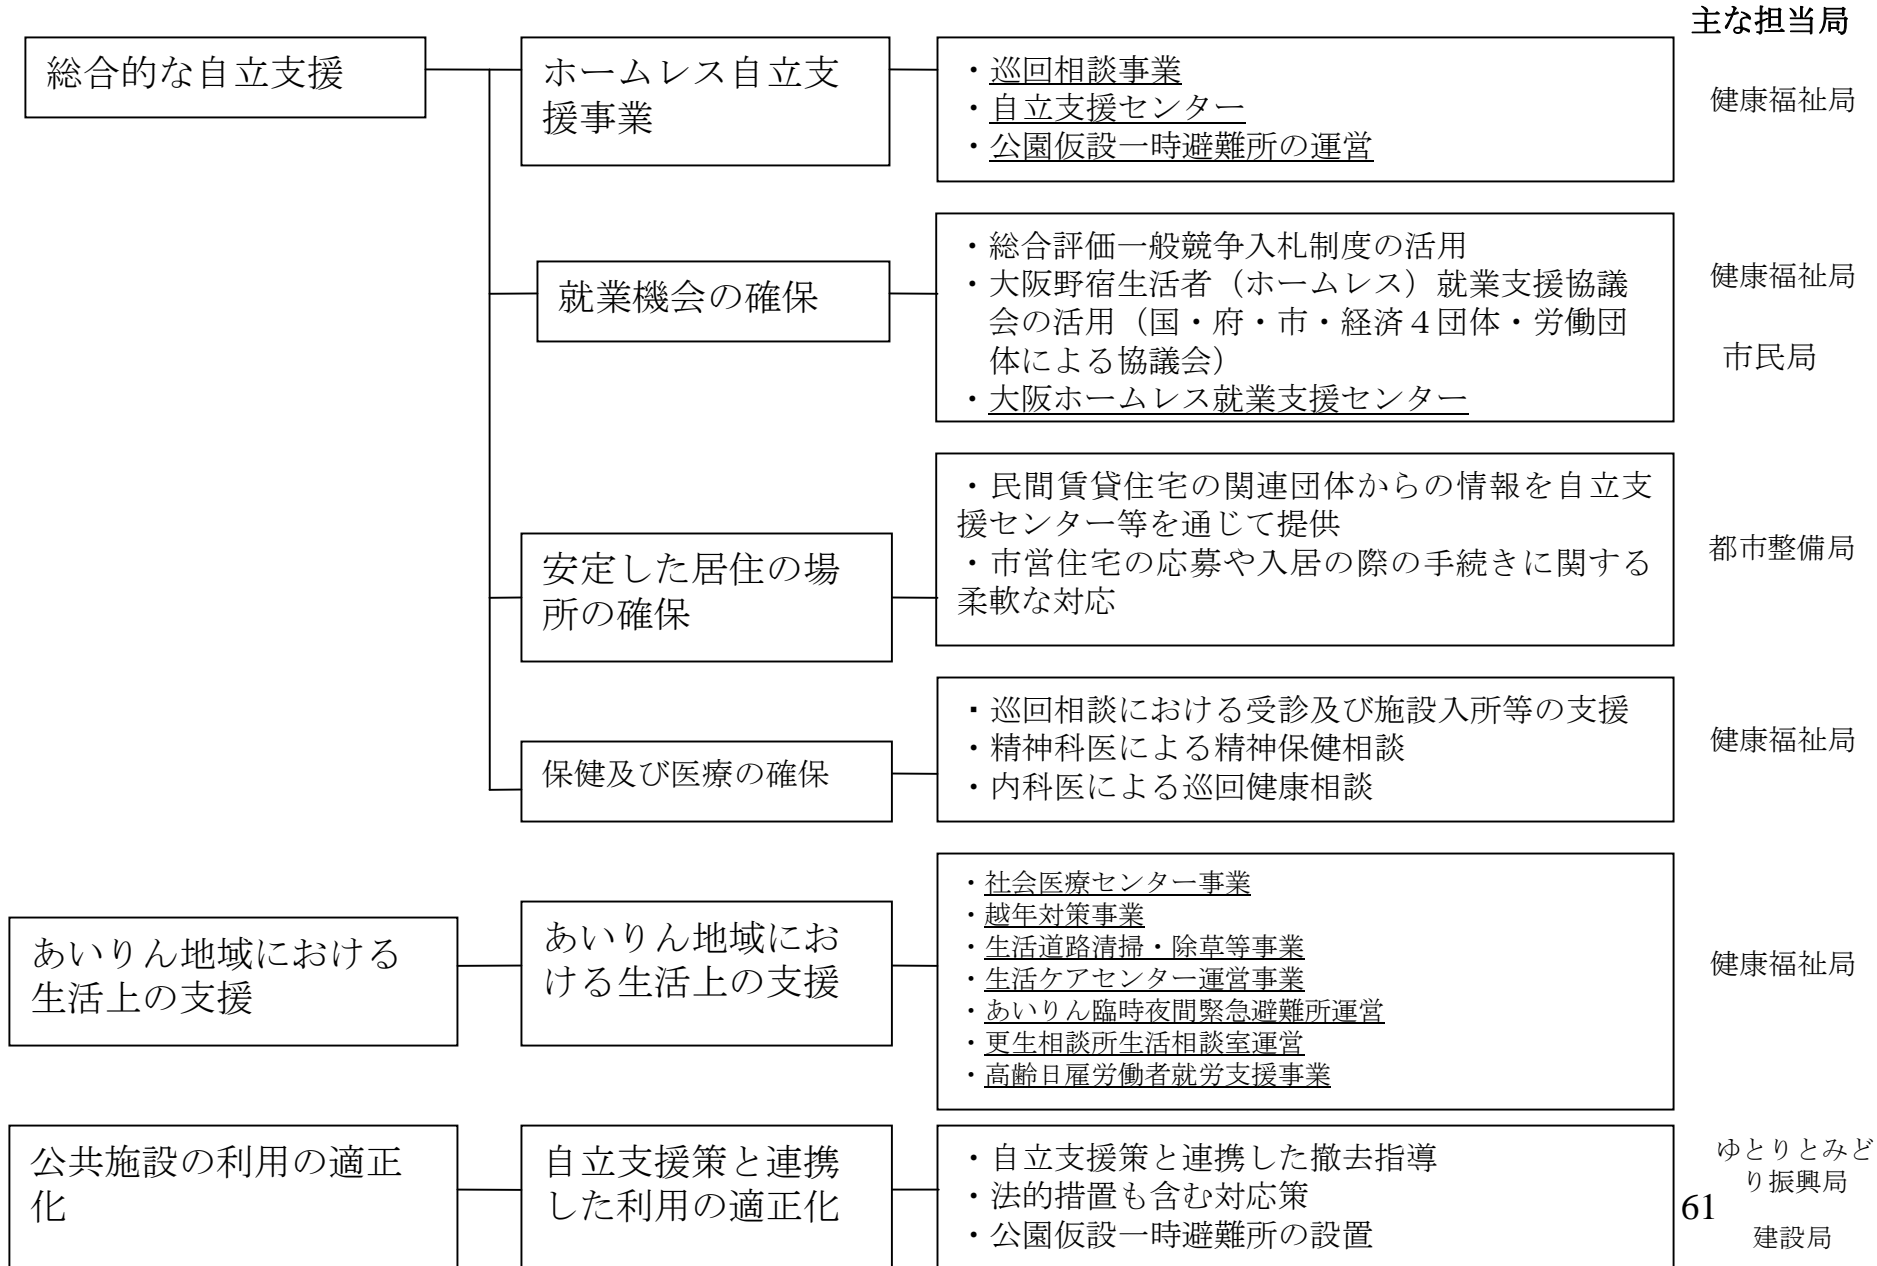 主な担当局
総合的な自立支援
ホームレス自立支
援事業
・巡回相談事業
・自立支援センター
・公園仮設一時避難所の運営
健康福祉局
就業機会の確保
・総合評価一般競争入札制度の活用
・大阪野宿生活者（ホームレス）就業支援協議
会の活用（国・府・市・経済４団体・労働団
体による協議会）
・大阪ホームレス就業支援センター
健康福祉局
市民局
安定した居住の場
所の確保
・民間賃貸住宅の関連団体からの情報を自立支
援センター等を通じて提供
・市営住宅の応募や入居の際の手続きに関する
柔軟な対応
都市整備局
保健及び医療の確保
・巡回相談における受診及び施設入所等の支援
・精神科医による精神保健相談
・内科医による巡回健康相談
健康福祉局
あいりん地域における
生活上の支援
あいりん地域にお
ける生活上の支援
・社会医療センター事業
・越年対策事業
・生活道路清掃・除草等事業
・生活ケアセンター運営事業
・あいりん臨時夜間緊急避難所運営
・更生相談所生活相談室運営
・高齢日雇労働者就労支援事業
健康福祉局
公共施設の利用の適正
化
自立支援策と連携
した利用の適正化
・自立支援策と連携した撤去指導
・法的措置も含む対応策
・公園仮設一時避難所の設置
ゆとりとみど
り振興局
建設局
61